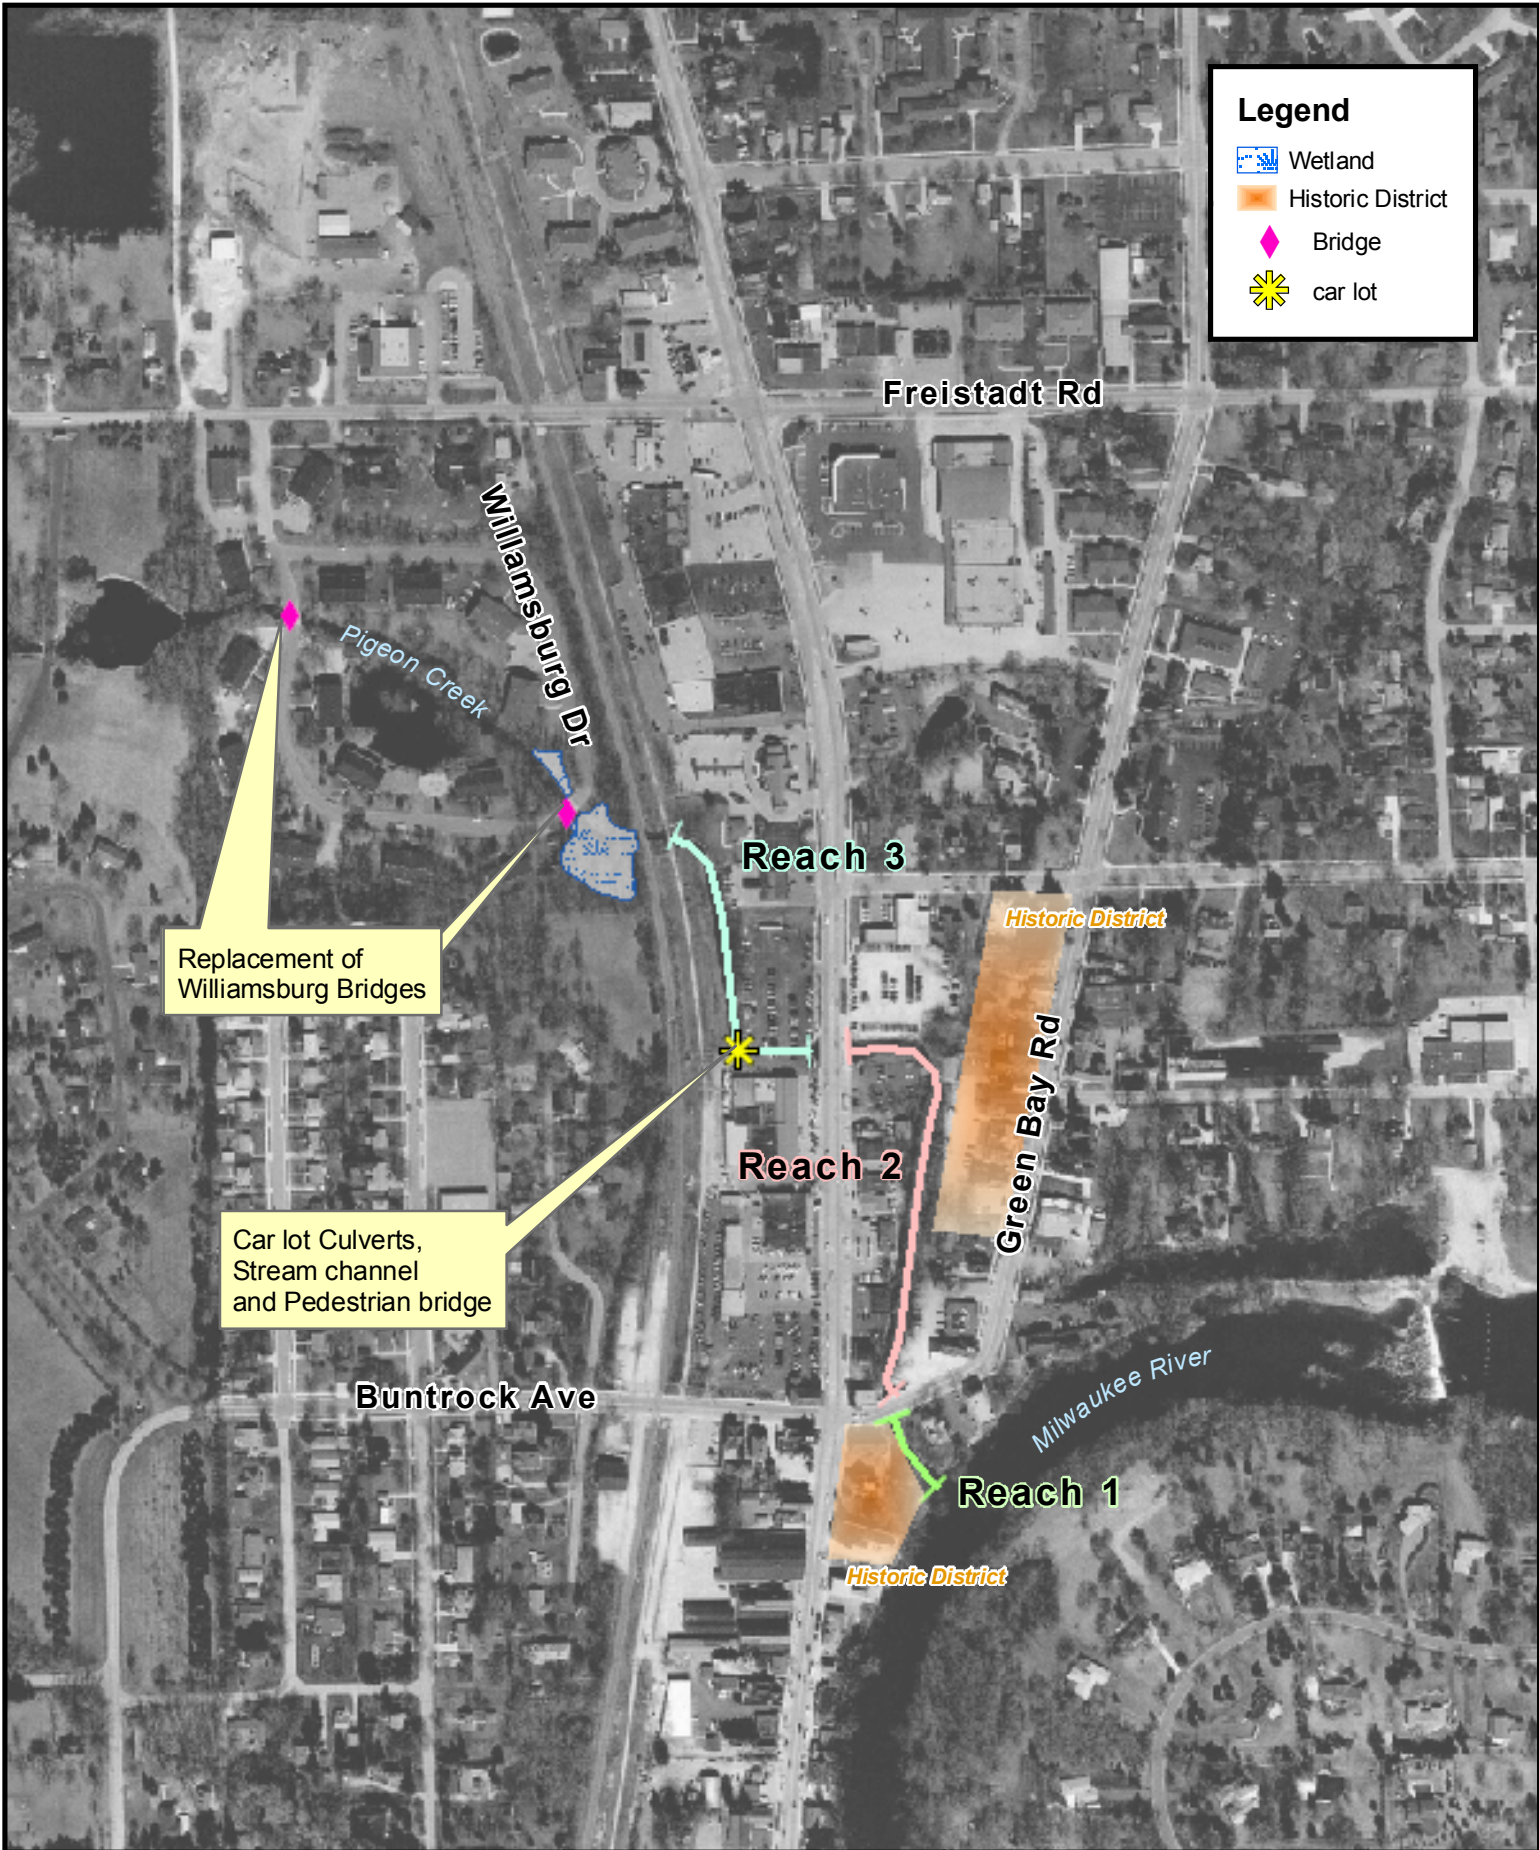 Legend
Wetland
Historic District
Bridge
car lot
Freistadt Rd
Willamsburg Dr
Pigeon Creek
Reach 3
Historic District
Replacement of
Williamsburg Bridges
Green Bay Rd
Reach 2
Car lot Culverts,
Stream channel
and Pedestrian bridge
Milwaukee River
Buntrock Ave
Reach 1
Historic District